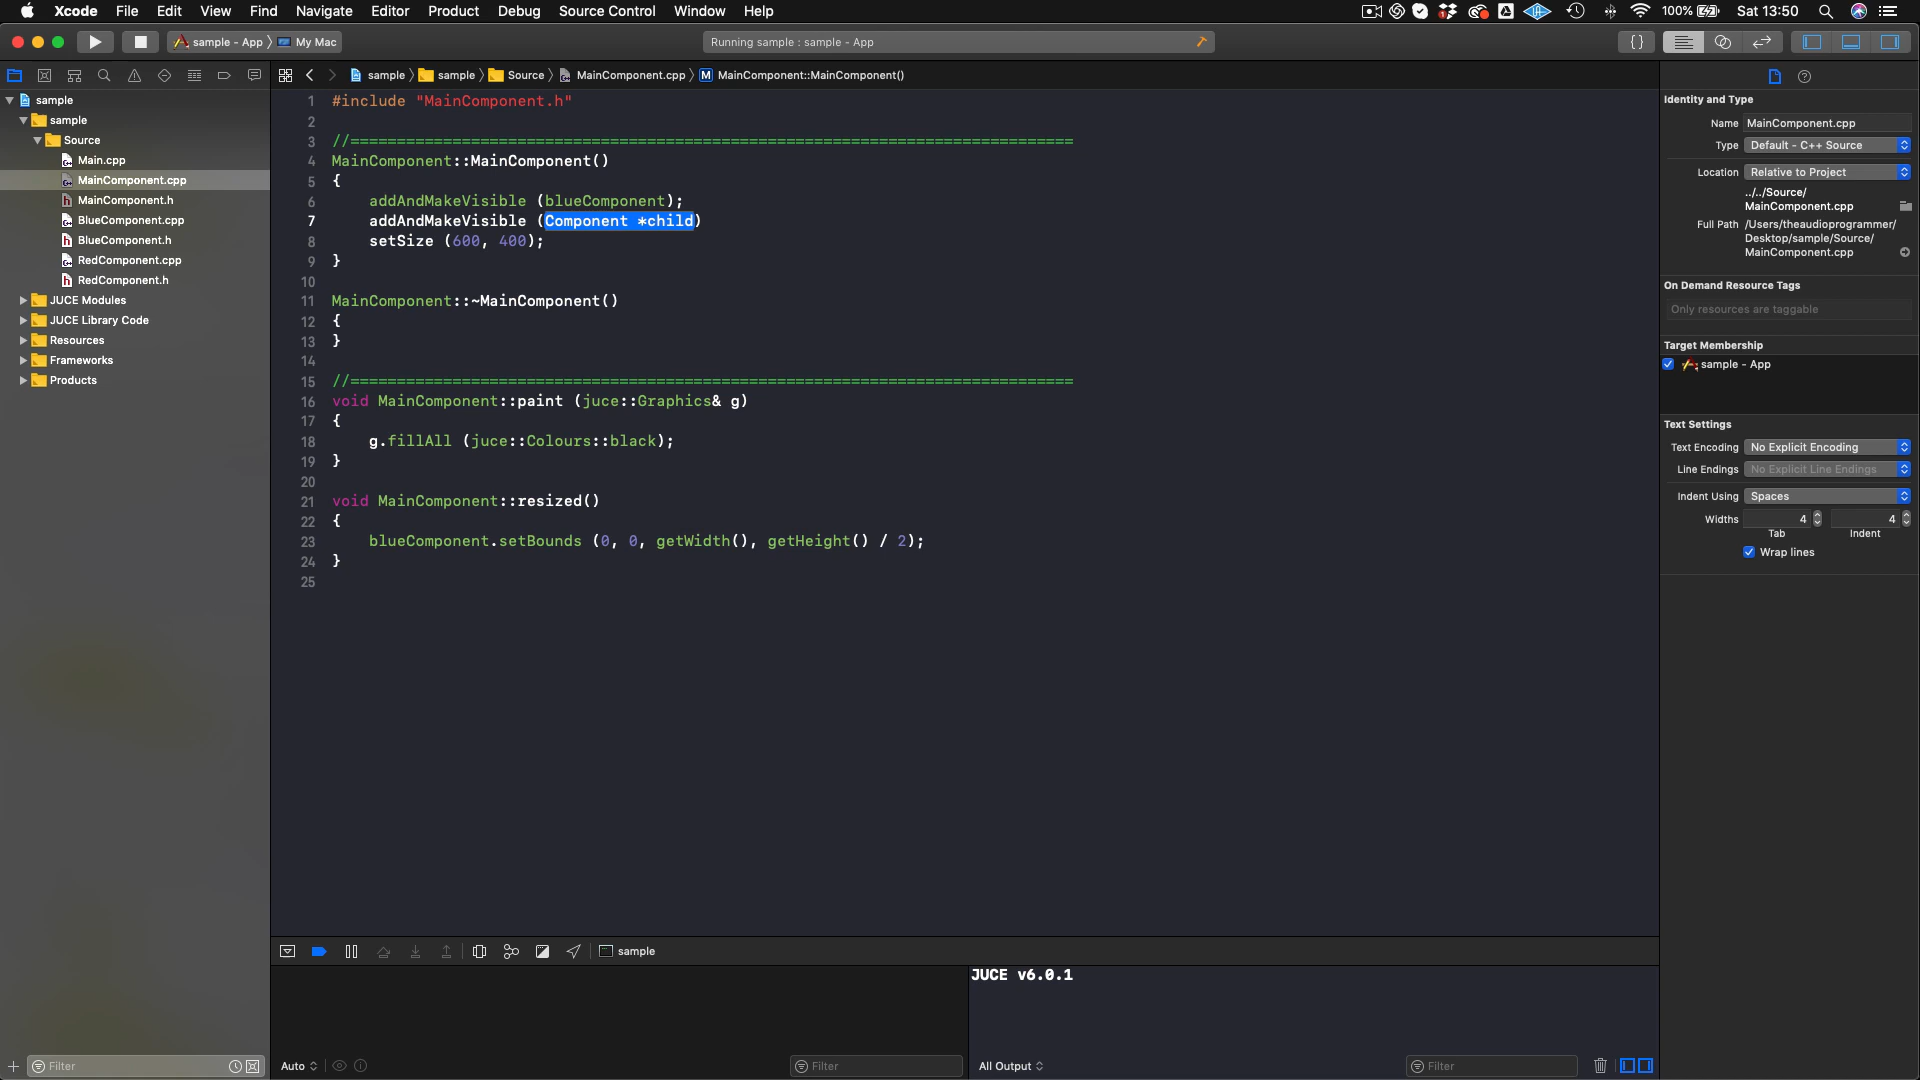 Xcode File Edit View Find Navigate Editor Product Debug Source Control Window Help 100% Sat 13:50
sample - App My Mac Running sample : sample - App {}
sample sample Source MainComponent.cpp M MainComponent::MainComponent()
sample
sample
Source
Main.cpp
MainComponent.cpp
MainComponent.h
BlueComponent.cpp
BlueComponent.h
RedComponent.cpp
RedComponent.h
JUCE Modules
JUCE Library Code
Resources
Frameworks
Products
Filter
1 #include "MainComponent.h"
2
3 //==============================================================================
4 MainComponent::MainComponent()
5 {
6 addAndMakeVisible (blueComponent);
7 addAndMakeVisible (Component *child)
8 setSize (600, 400);
9 }
10
11 MainComponent::~MainComponent()
12 {
13 }
14
15 //==============================================================================
16 void MainComponent::paint (juce::Graphics& g)
17 {
18 g.fillAll (juce::Colours::black);
19 }
20
21 void MainComponent::resized()
22 {
23 blueComponent.setBounds (0, 0, getWidth(), getHeight() / 2);
24 }
25
sample
JUCE v6.0.1
Auto Filter
All Output Filter
Identity and Type
Name MainComponent.cpp
Type Default - C++ Source
Location Relative to Project
../../Source/
MainComponent.cpp
Full Path /Users/theaudioprogrammer/
Desktop/sample/Source/
MainComponent.cpp
On Demand Resource Tags
Only resources are taggable
Target Membership
sample - App
Text Settings
Text Encoding No Explicit Encoding
Line Endings No Explicit Line Endings
Indent Using Spaces
Widths 4 4
Tab Indent
Wrap lines